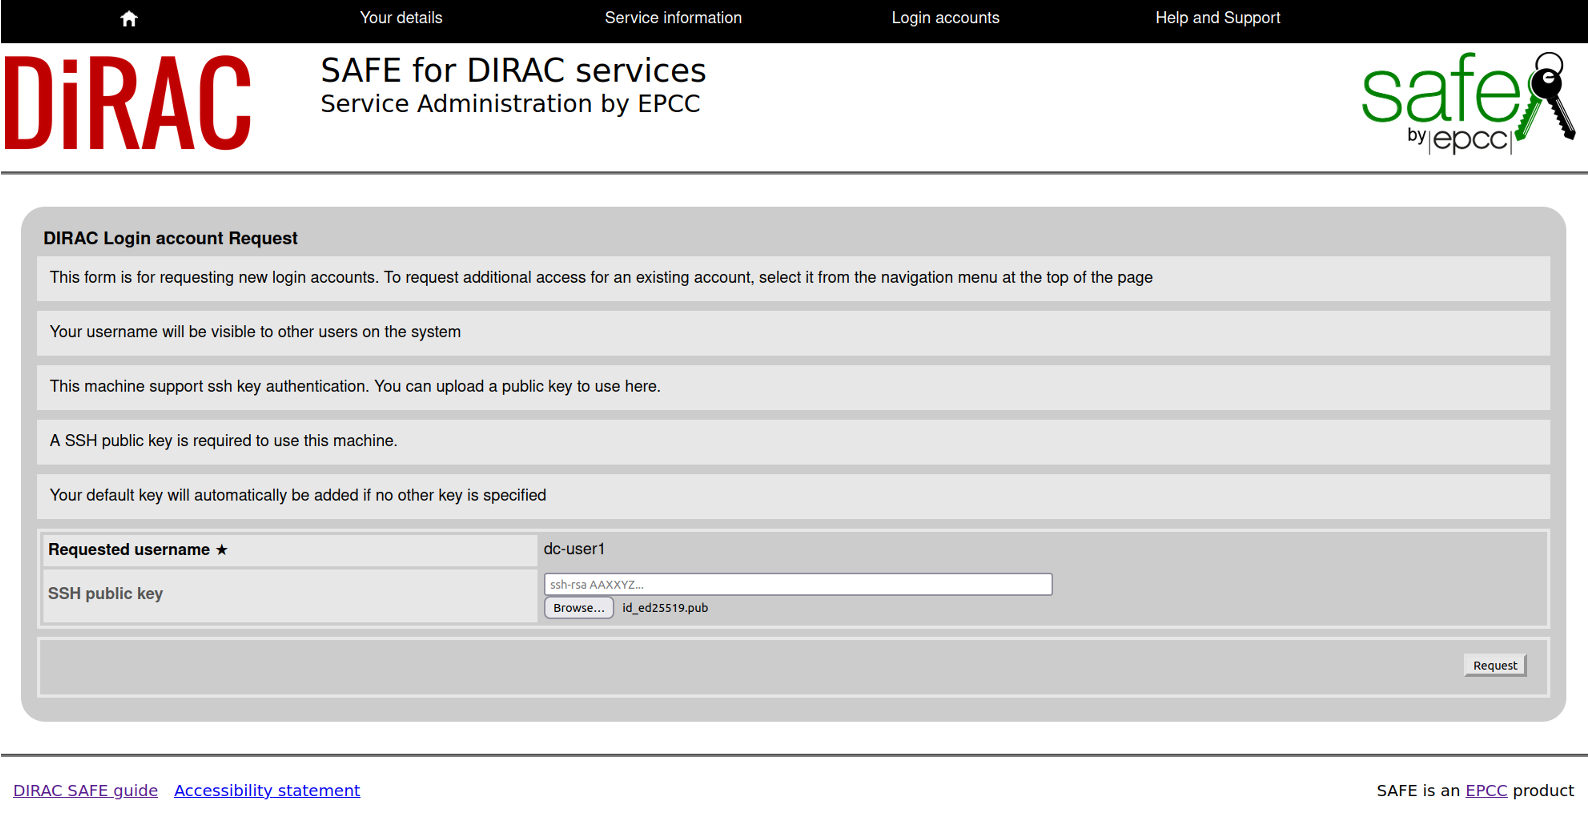 Your details Service information Login accounts Help and Support
DiRAC
SAFE for DIRAC services
Service Administration by EPCC
safe
by |epcc|
DIRAC Login account Request
This form is for requesting new login accounts. To request additional access for an existing account, select it from the navigation menu at the top of the page
Your username will be visible to other users on the system
This machine support ssh key authentication. You can upload a public key to use here.
A SSH public key is required to use this machine.
Your default key will automatically be added if no other key is specified
Requested username ★ dc-user1
SSH public key
ssh-rsa AAXXYZ...
Browse... id_ed25519.pub
Request
DIRAC SAFE guide Accessibility statement SAFE is an EPCC product